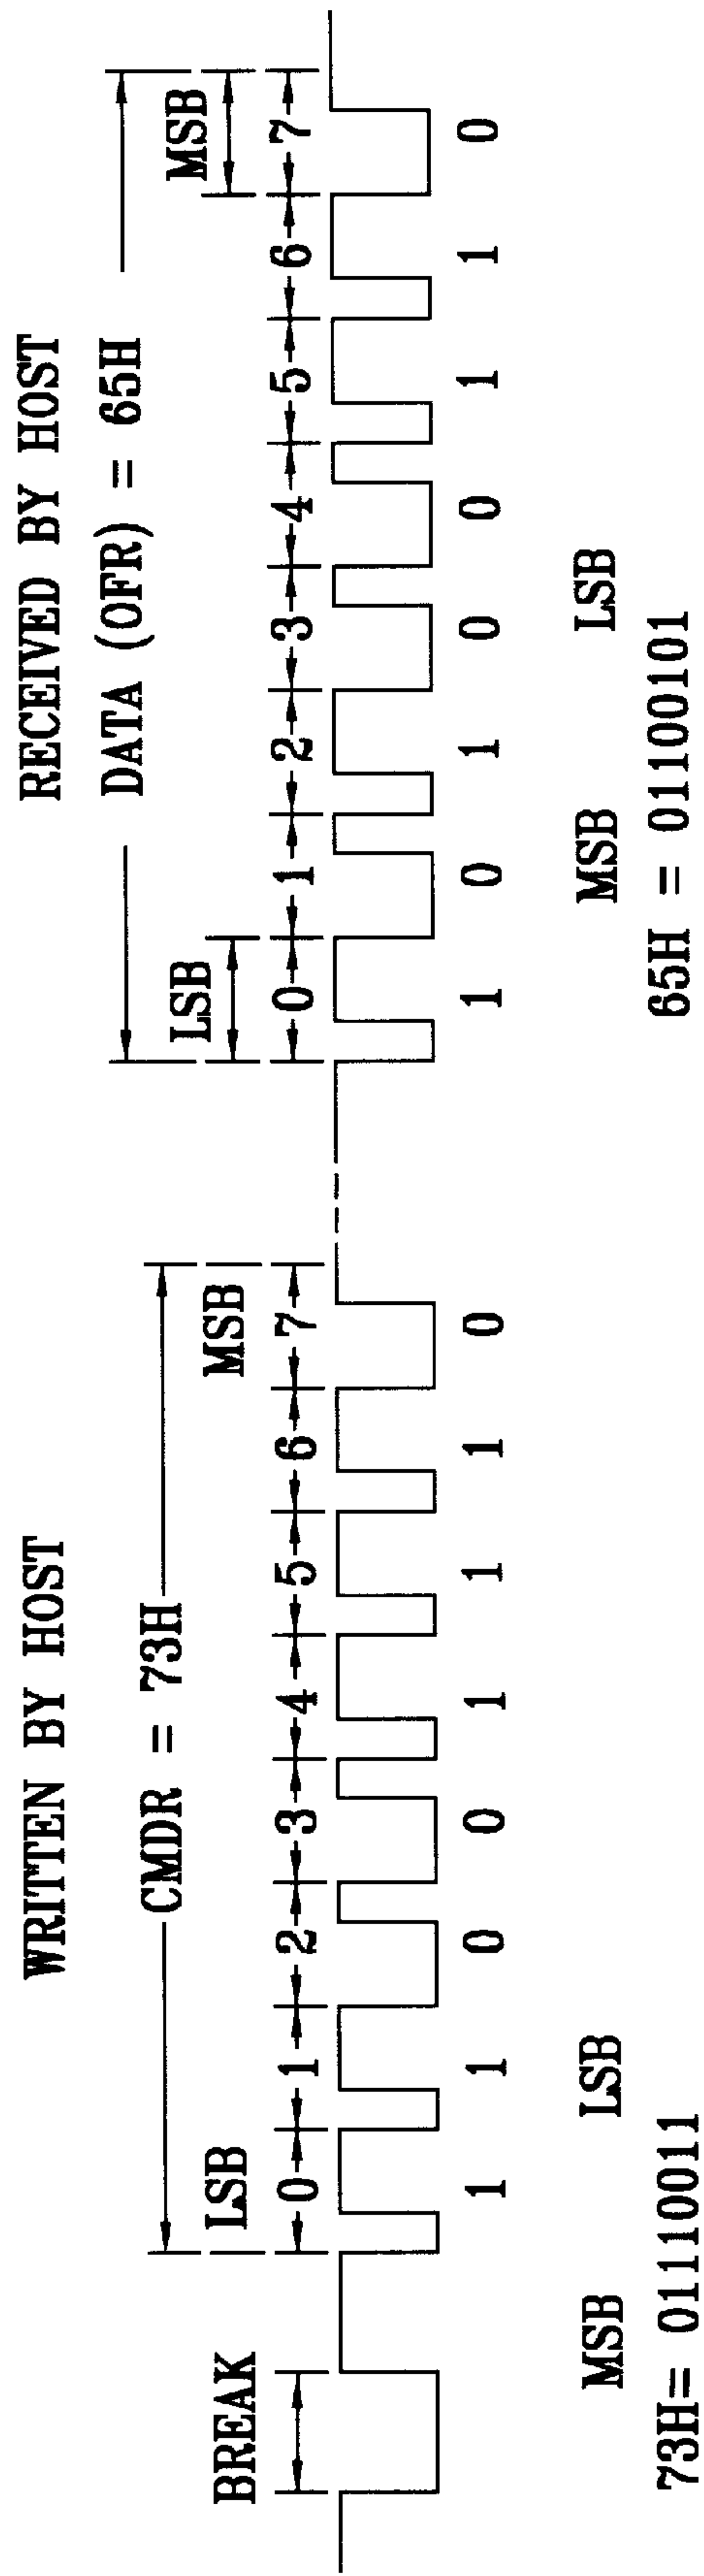 WRITTEN BY HOST
RECEIVED BY HOST
CMDR = 73H
DATA (OFR) = 65H
BREAK
LSB
MSB
LSB
MSB
0 1 2 3 4 5 6 7
0 1 2 3 4 5 6 7
1 1 0 0 1 1 1 0
1 0 1 0 0 1 1 0
MSB LSB
MSB LSB
73H= 01110011
65H = 01100101